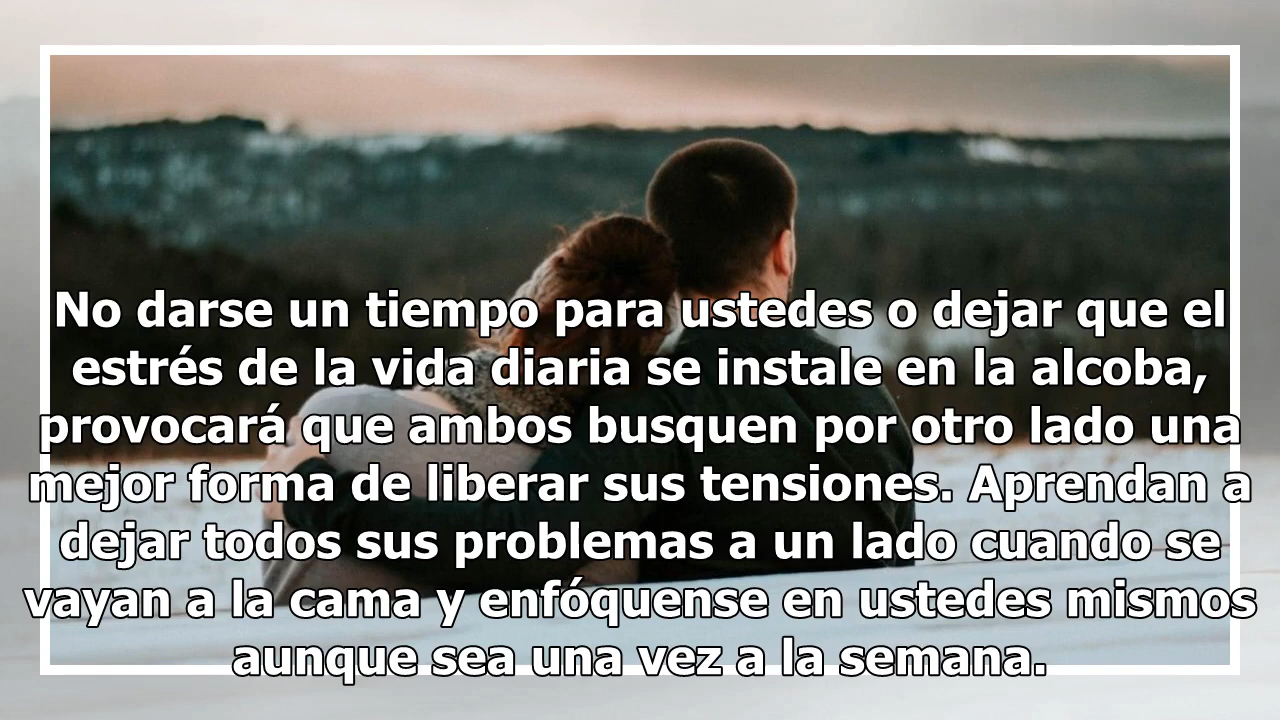 No darse un tiempo para ustedes o dejar que el
estrés de la vida diaria se instale en la alcoba,
provocará que ambos busquen por otro lado una
mejor forma de liberar sus tensiones. Aprendan a
dejar todos sus problemas a un lado cuando se
vayan a la cama y enfóquense en ustedes mismos
aunque sea una vez a la semana.